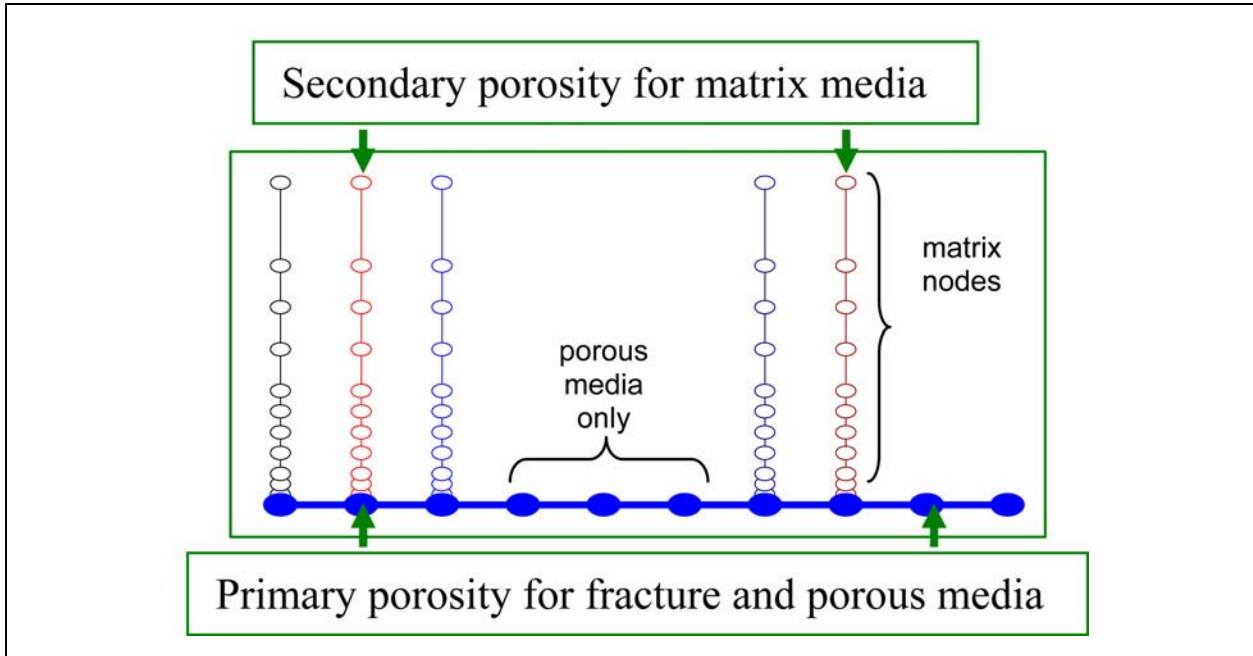 Secondary porosity for matrix media
matrix
nodes
porous
media
only
Primary porosity for fracture and porous media